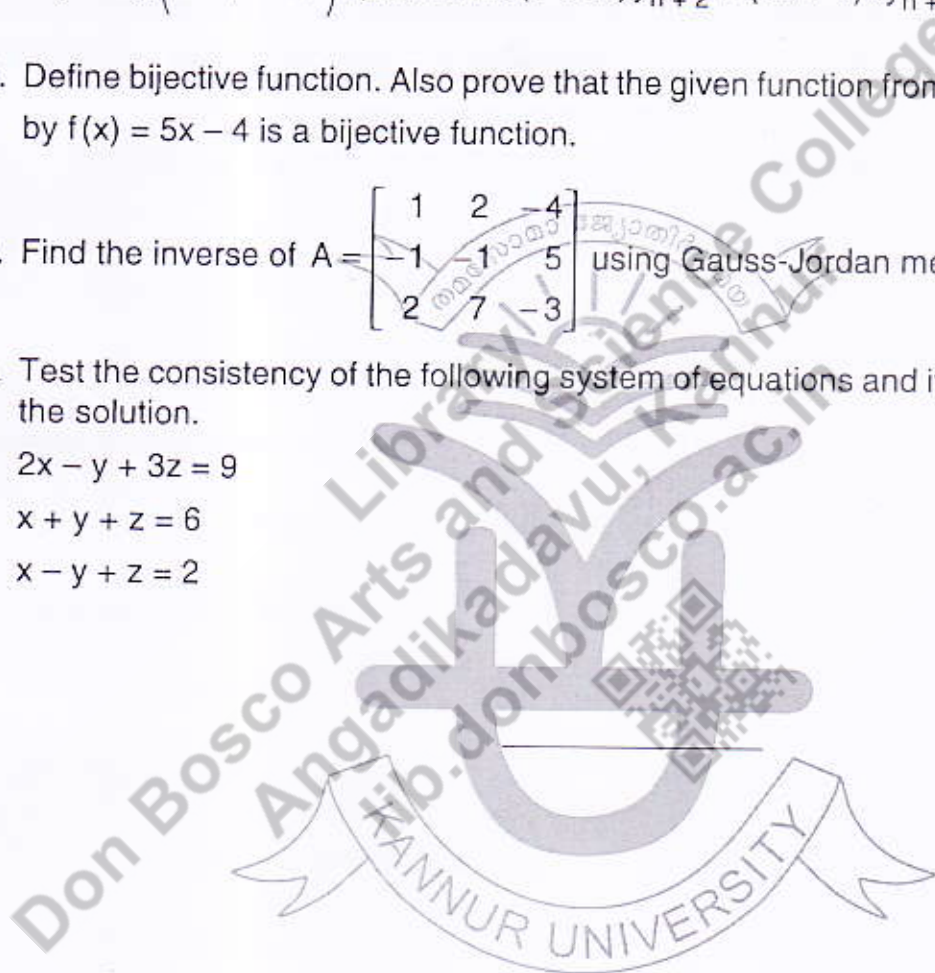 . Define bijective function. Also prove that the given function from
by f(x) = 5x – 4 is a bijective function.
. Find the inverse of A = [ 1 2 –4
–1 –1 5
2 7 –3 ] using Gauss-Jordan me
Test the consistency of the following system of equations and i
the solution.
2x – y + 3z = 9
x + y + z = 6
x – y + z = 2
Library
Don Bosco Arts and Science College
Angadikadavu, Kannur
lib.donbosco.ac.in
KANNUR UNIVERSITY